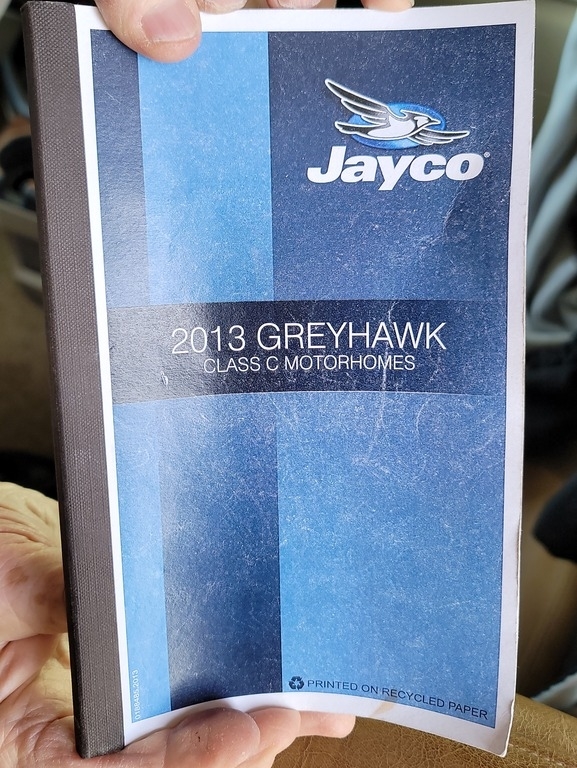 Jayco®
2013 GREYHAWK
CLASS C MOTORHOMES
PRINTED ON RECYCLED PAPER